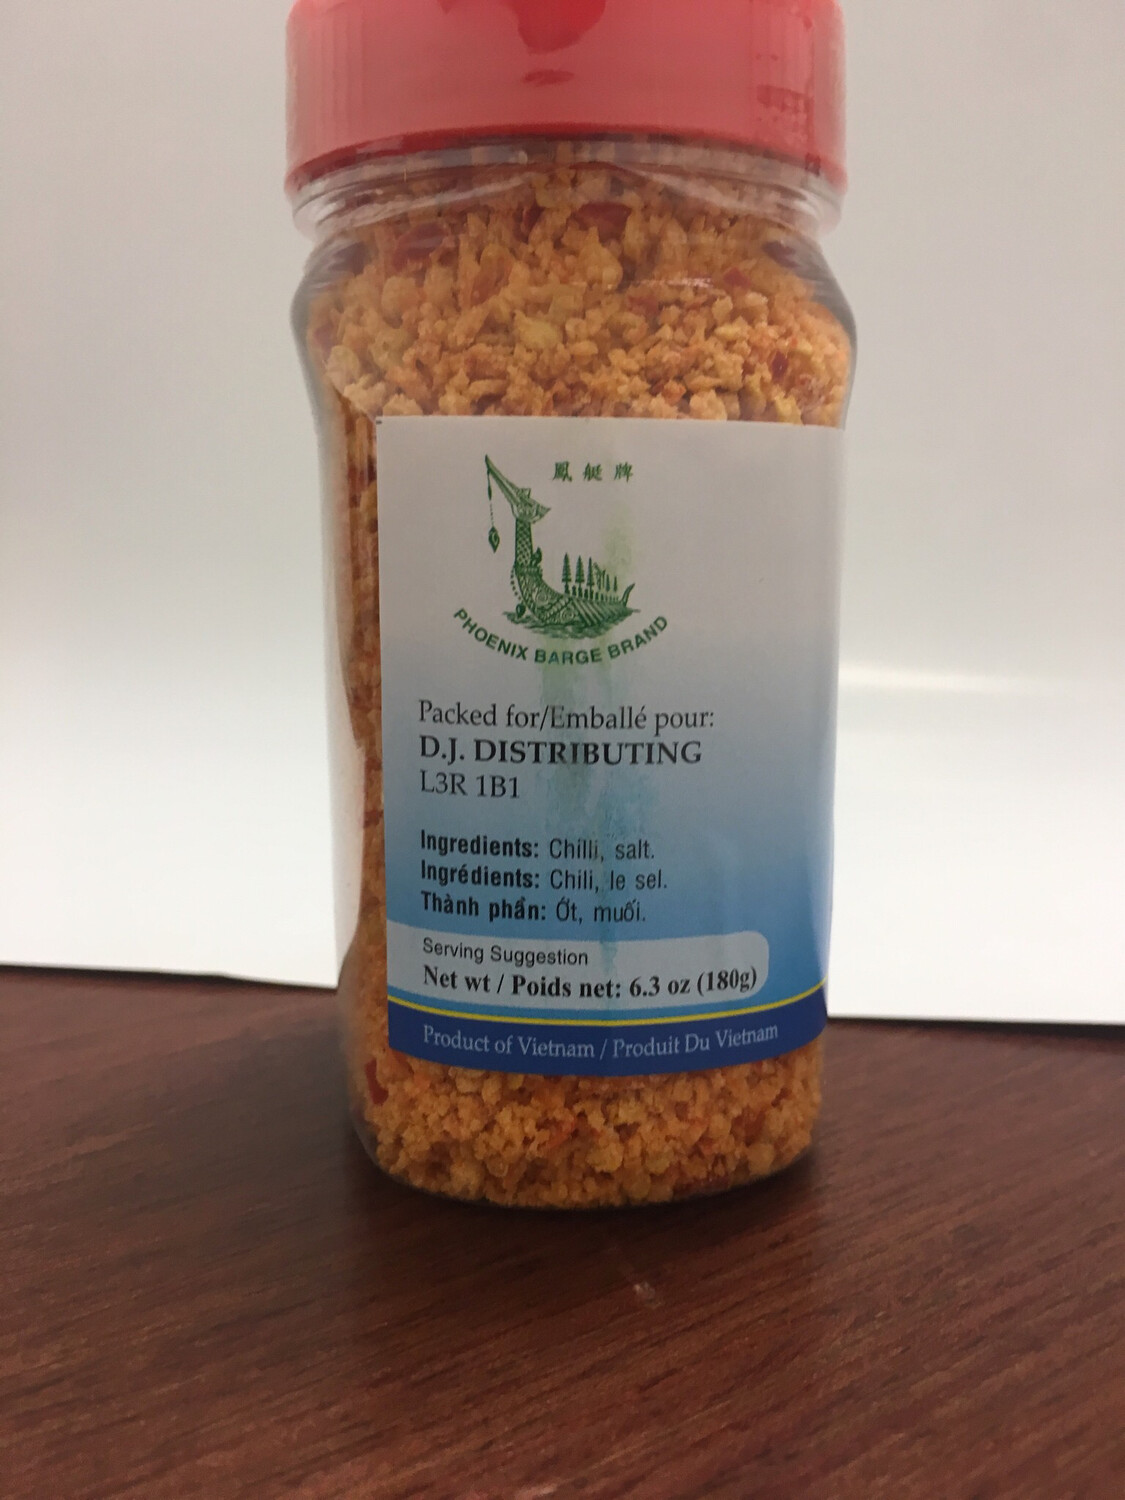 鳳艇牌
PHOENIX BARGE BRAND
Packed for/Emballé pour:
D.J. DISTRIBUTING
L3R 1B1
Ingredients: Chilli, salt.
Ingrédients: Chili, le sel.
Thành phần: Ớt, muối.
Serving Suggestion
Net wt / Poids net: 6.3 oz (180g)
Product of Vietnam / Produit Du Vietnam